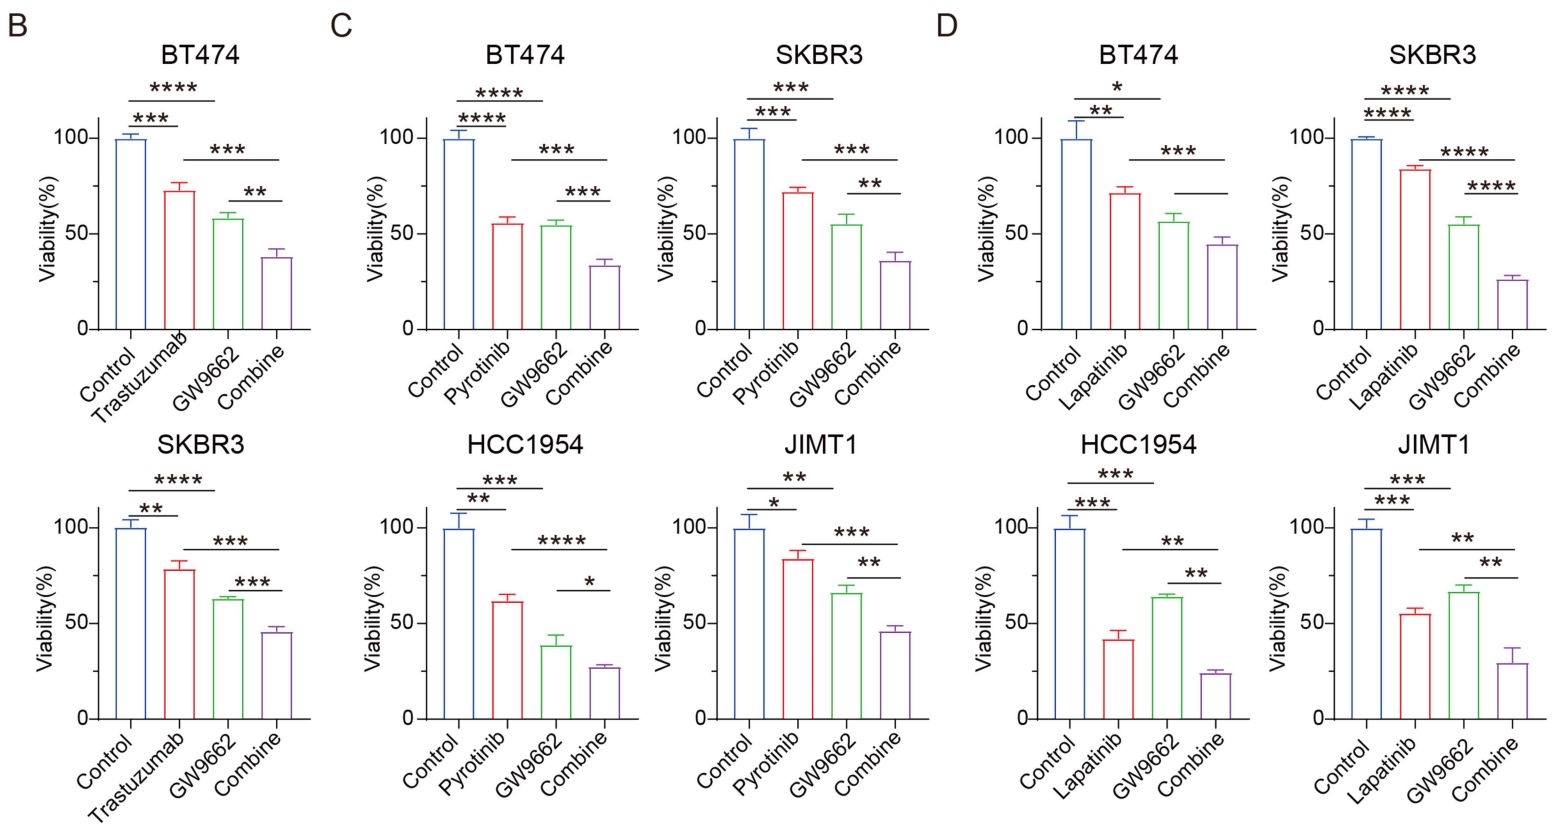 B
BT474
****
***
***
**
100
50
0
Viability(%)
Control
Trastuzumab
GW9662
Combine
SKBR3
****
**
***
***
100
50
0
Viability(%)
Control
Trastuzumab
GW9662
Combine
C
BT474
****
****
***
***
100
50
0
Viability(%)
Control
Pyrotinib
GW9662
Combine
SKBR3
***
***
***
**
100
50
0
Viability(%)
Control
Pyrotinib
GW9662
Combine
HCC1954
***
**
****
*
100
50
0
Viability(%)
Control
Pyrotinib
GW9662
Combine
JIMT1
**
*
***
**
100
50
0
Viability(%)
Control
Pyrotinib
GW9662
Combine
D
BT474
*
**
***
100
50
0
Viability(%)
Control
Lapatinib
GW9662
Combine
SKBR3
****
****
****
****
100
50
0
Viability(%)
Control
Lapatinib
GW9662
Combine
HCC1954
***
***
**
**
100
50
0
Viability(%)
Control
Lapatinib
GW9662
Combine
JIMT1
***
***
**
**
100
50
0
Viability(%)
Control
Lapatinib
GW9662
Combine